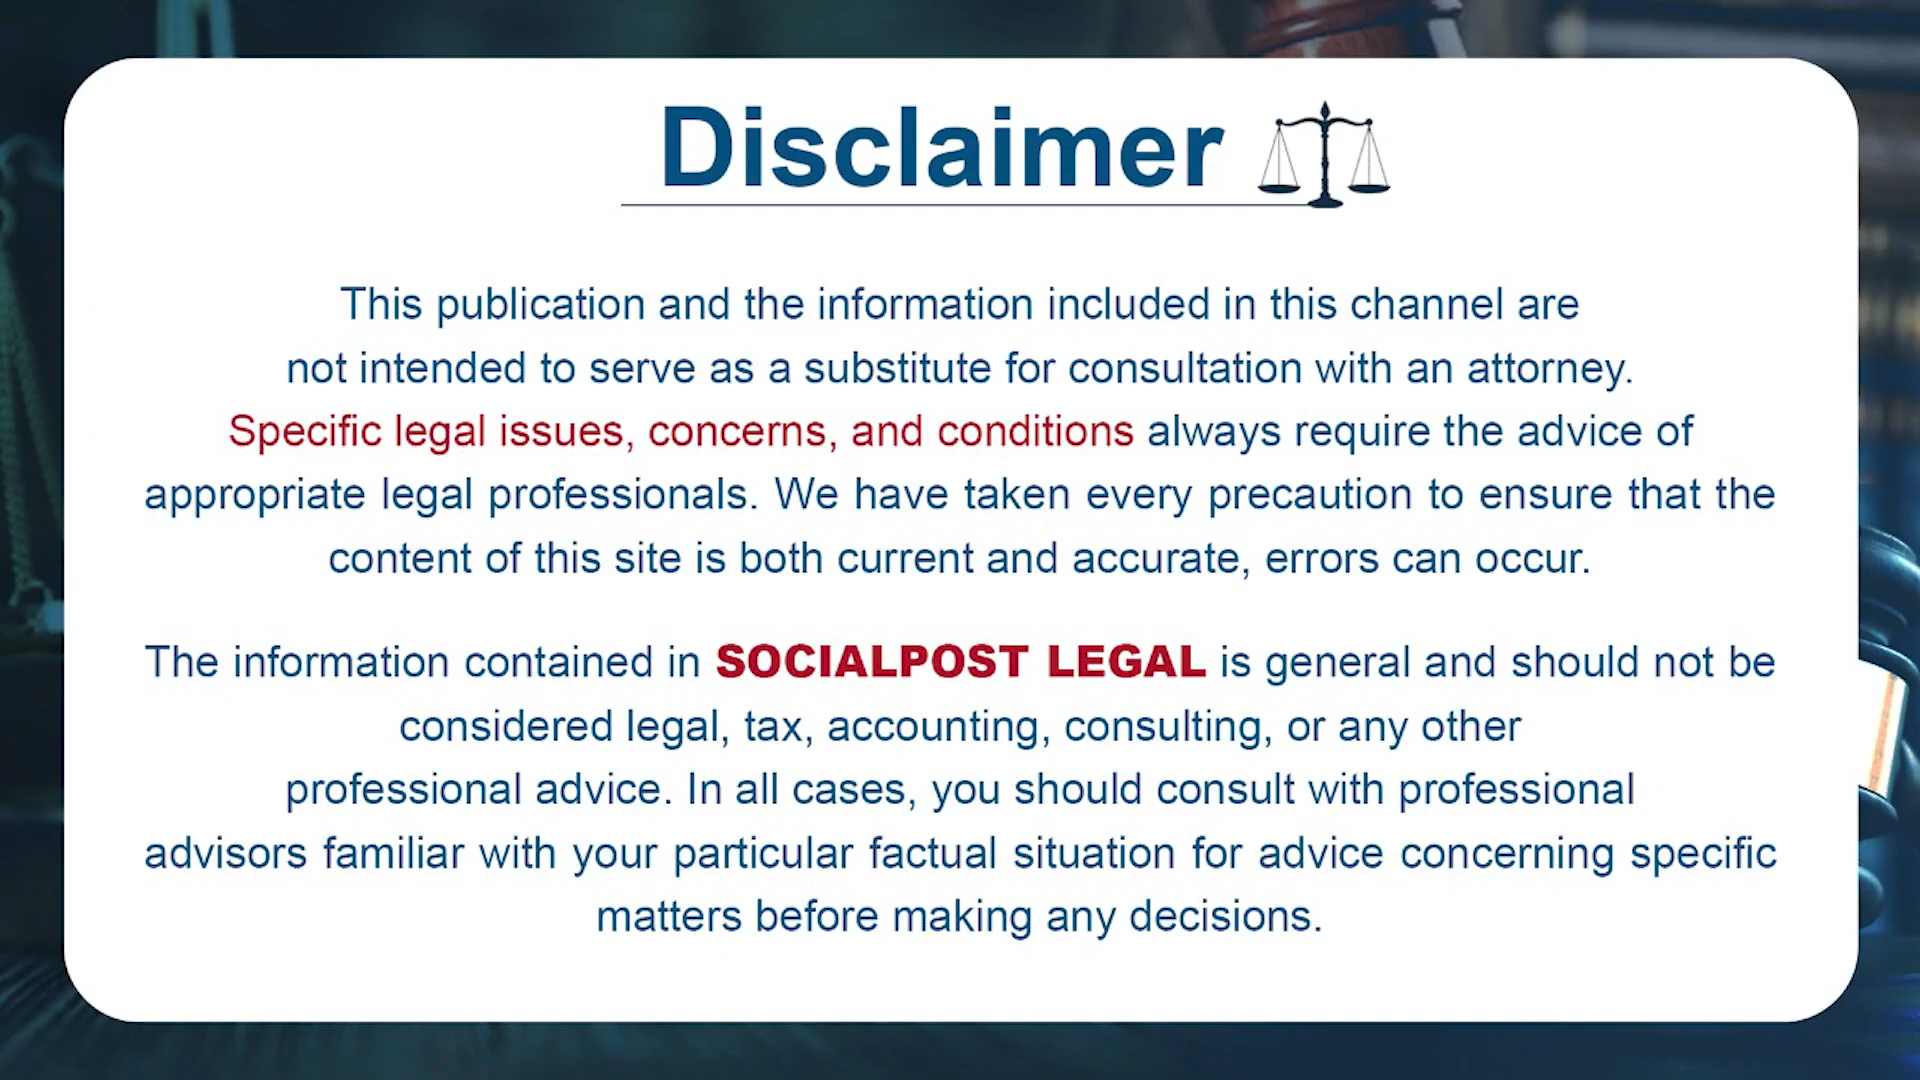 Disclaimer
This publication and the information included in this channel are
not intended to serve as a substitute for consultation with an attorney.
Specific legal issues, concerns, and conditions always require the advice of
appropriate legal professionals. We have taken every precaution to ensure that the
content of this site is both current and accurate, errors can occur.
The information contained in SOCIALPOST LEGAL is general and should not be
considered legal, tax, accounting, consulting, or any other
professional advice. In all cases, you should consult with professional
advisors familiar with your particular factual situation for advice concerning specific
matters before making any decisions.